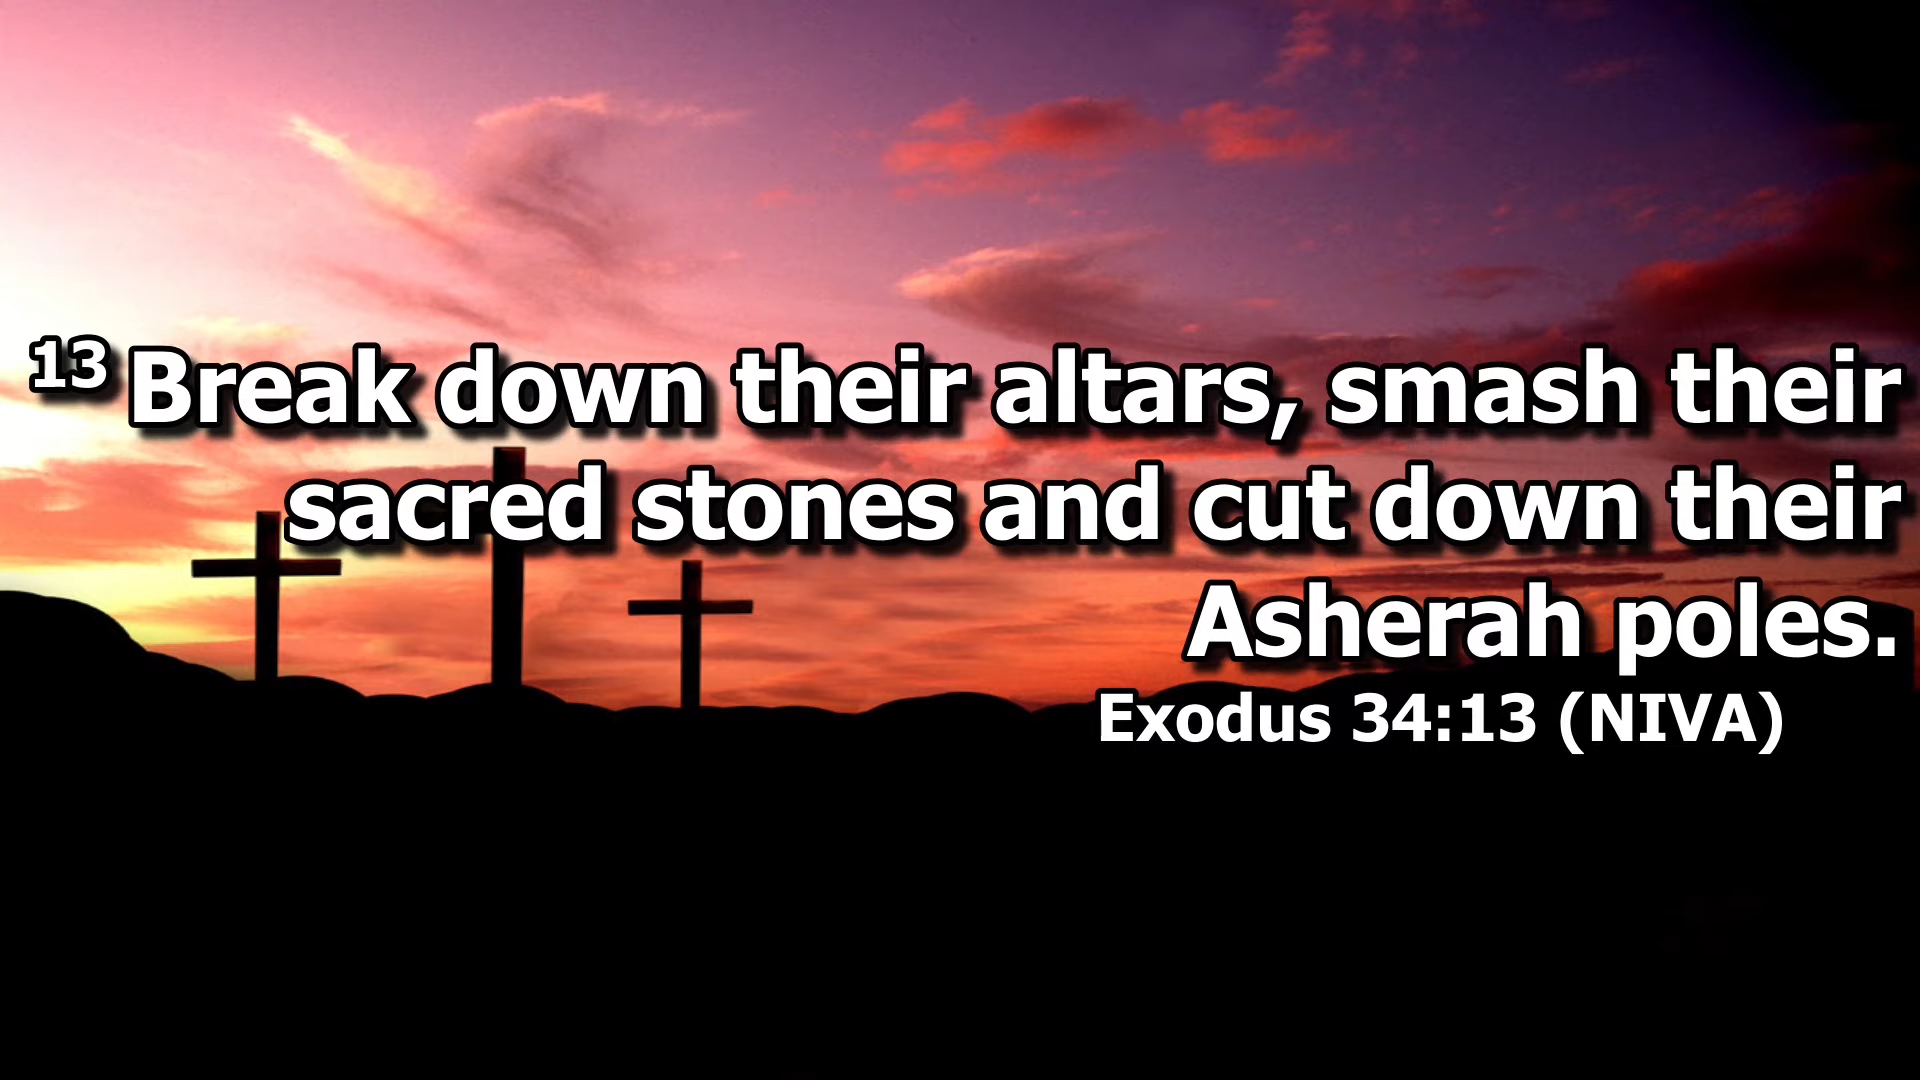 13 Break down their altars, smash their
sacred stones and cut down their
Asherah poles.
Exodus 34:13 (NIVA)